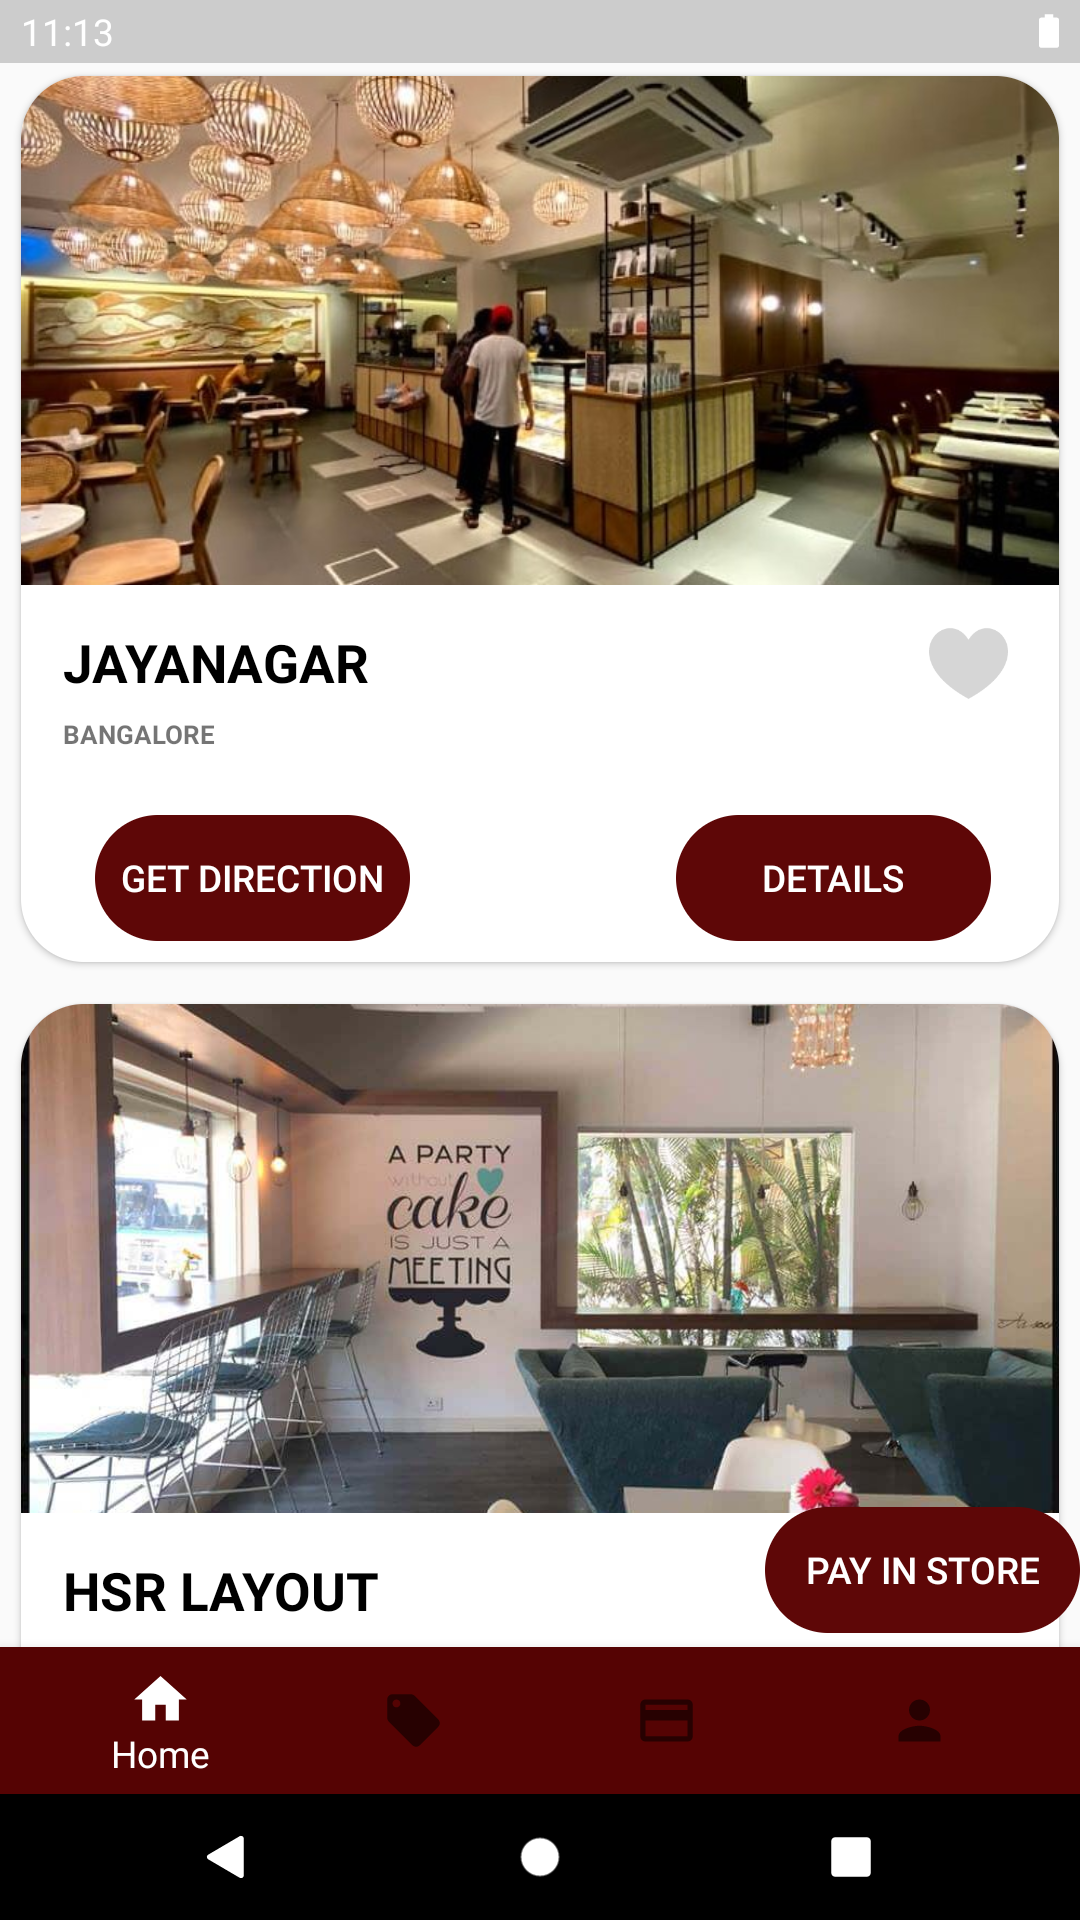 11:13
JAYANAGAR
BANGALORE
GET DIRECTION
DETAILS
A PARTY
without
cake
IS JUST A
MEETING
HSR LAYOUT
PAY IN STORE
Home